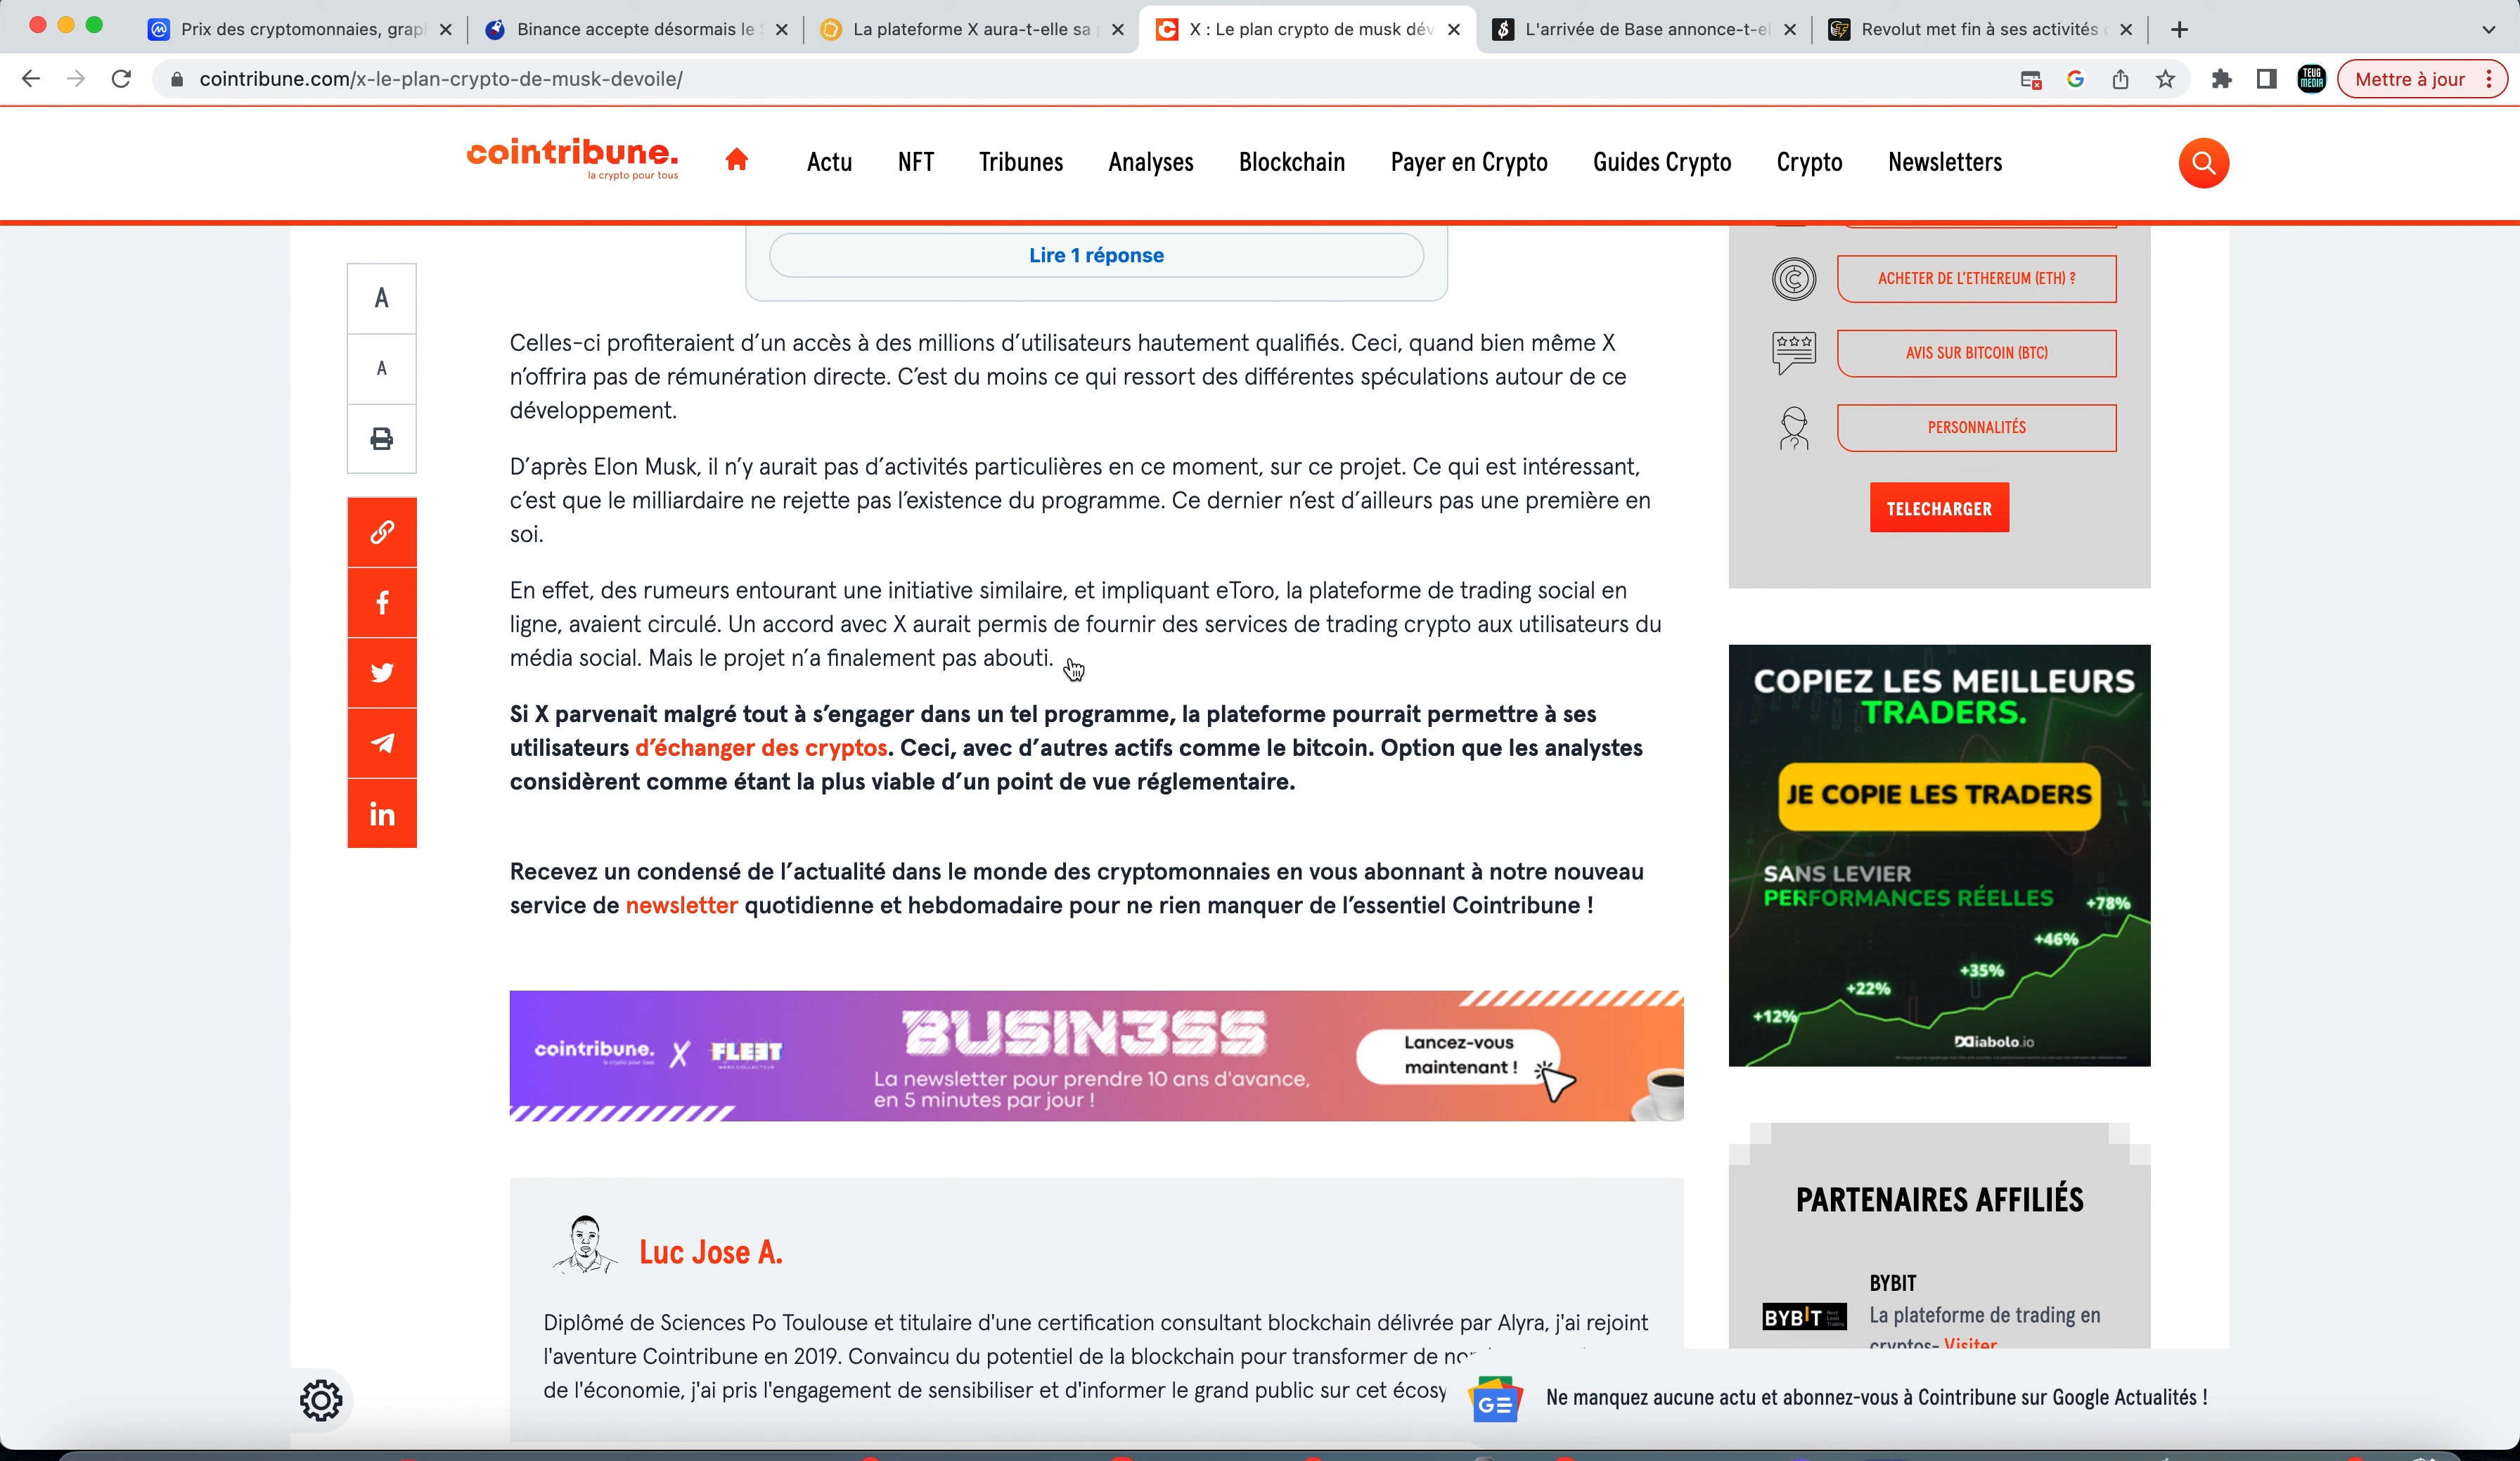 Prix des cryptomonnaies, grap
Binance accepte désormais le
La plateforme X aura-t-elle sa
X : Le plan crypto de musk dév
L'arrivée de Base annonce-t-el
Revolut met fin à ses activités
cointribune.com/x-le-plan-crypto-de-musk-devoile/
TEUG
MEDIA
Mettre à jour
cointribune.
la crypto pour tous
Actu
NFT
Tribunes
Analyses
Blockchain
Payer en Crypto
Guides Crypto
Crypto
Newsletters
A
A
Lire 1 réponse
Celles-ci profiteraient d’un accès à des millions d’utilisateurs hautement qualifiés. Ceci, quand bien même X
n’offrira pas de rémunération directe. C’est du moins ce qui ressort des différentes spéculations autour de ce
développement.
D’après Elon Musk, il n’y aurait pas d’activités particulières en ce moment, sur ce projet. Ce qui est intéressant,
c’est que le milliardaire ne rejette pas l’existence du programme. Ce dernier n’est d’ailleurs pas une première en
soi.
En effet, des rumeurs entourant une initiative similaire, et impliquant eToro, la plateforme de trading social en
ligne, avaient circulé. Un accord avec X aurait permis de fournir des services de trading crypto aux utilisateurs du
média social. Mais le projet n’a finalement pas abouti.
Si X parvenait malgré tout à s’engager dans un tel programme, la plateforme pourrait permettre à ses
utilisateurs d’échanger des cryptos. Ceci, avec d’autres actifs comme le bitcoin. Option que les analystes
considèrent comme étant la plus viable d’un point de vue réglementaire.
Recevez un condensé de l’actualité dans le monde des cryptomonnaies en vous abonnant à notre nouveau
service de newsletter quotidienne et hebdomadaire pour ne rien manquer de l’essentiel Cointribune !
cointribune. X FLEET
BUSIN3SS
La newsletter pour prendre 10 ans d'avance,
en 5 minutes par jour !
Lancez-vous
maintenant !
Luc Jose A.
Diplômé de Sciences Po Toulouse et titulaire d'une certification consultant blockchain délivrée par Alyra, j'ai rejoint
l'aventure Cointribune en 2019. Convaincu du potentiel de la blockchain pour transformer de
de l'économie, j'ai pris l'engagement de sensibiliser et d'informer le grand public sur cet écosy
ACHETER DE L’ETHEREUM (ETH) ?
AVIS SUR BITCOIN (BTC)
PERSONNALITÉS
TELECHARGER
COPIEZ LES MEILLEURS
TRADERS.
JE COPIE LES TRADERS
SANS LEVIER
PERFORMANCES RÉELLES
+78%
+46%
+35%
+22%
+12%
Diabolo.io
PARTENAIRES AFFILIÉS
BYBIT
BYBIT
La plateforme de trading en
cryptos- Visiter
Ne manquez aucune actu et abonnez-vous à Cointribune sur Google Actualités !